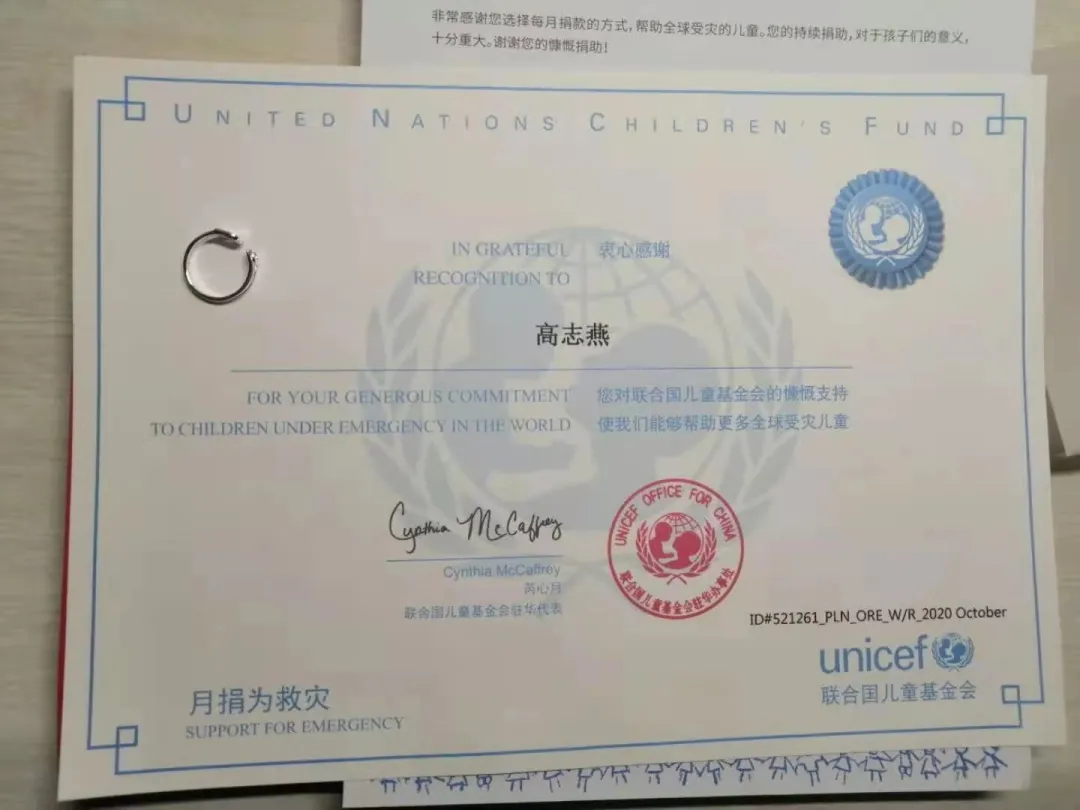 非常感谢您选择每月捐款的方式，帮助全球受灾的儿童。您的持续捐助，对于孩子们的意义，
十分重大。谢谢您的慷慨捐助！
UNITED NATIONS CHILDREN'S FUND
IN GRATEFUL 衷心感谢
RECOGNITION TO
高志燕
FOR YOUR GENEROUS COMMITMENT 您对联合国儿童基金会的慷慨支持
TO CHILDREN UNDER EMERGENCY IN THE WORLD 使我们能够帮助更多全球受灾儿童
Cynthia McCaffrey
UNICEF OFFICE FOR CHINA
联合国儿童基金会驻华办事处
Cynthia McCaffrey
芮心月
联合国儿童基金会驻华代表
ID#521261_PLN_ORE_W/R_2020 October
unicef
联合国儿童基金会
月捐为救灾
SUPPORT FOR EMERGENCY